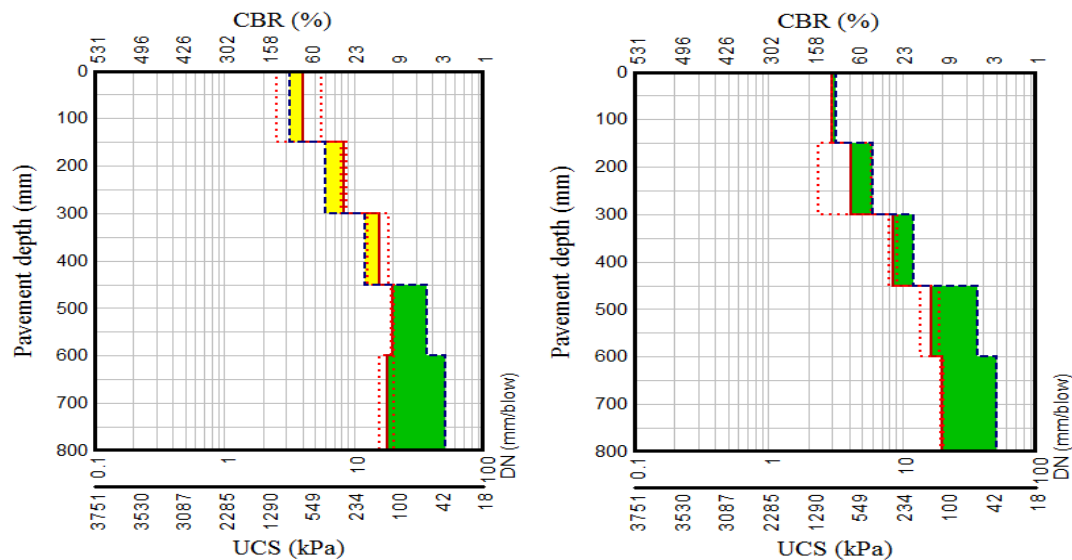 CBR (%)
531 496 426 302 158 60 23 9 3 1
0
100
200
300
400
500
600
700
800
Pavement depth (mm)
0.1 1 10 100
DN (mm/blow)
3751 3530 3087 2285 1290 549 234 100 42 18
UCS (kPa)
CBR (%)
531 496 426 302 158 60 23 9 3 1
0
100
200
300
400
500
600
700
800
Pavement depth (mm)
0.1 1 10 100
DN (mm/blow)
3751 3530 3087 2285 1290 549 234 100 42 18
UCS (kPa)